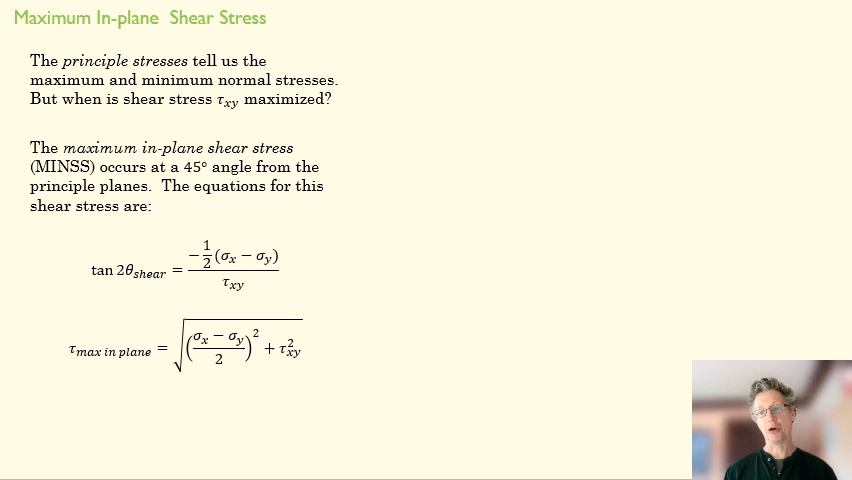 Maximum In-plane Shear Stress
The principle stresses tell us the
maximum and minimum normal stresses.
But when is shear stress τxy maximized?
The maximum in-plane shear stress
(MINSS) occurs at a 45° angle from the
principle planes. The equations for this
shear stress are:
tan 2θshear = −1/2(σx − σy) / τxy
τmax in plane = √((σx − σy)/2)² + τ²xy